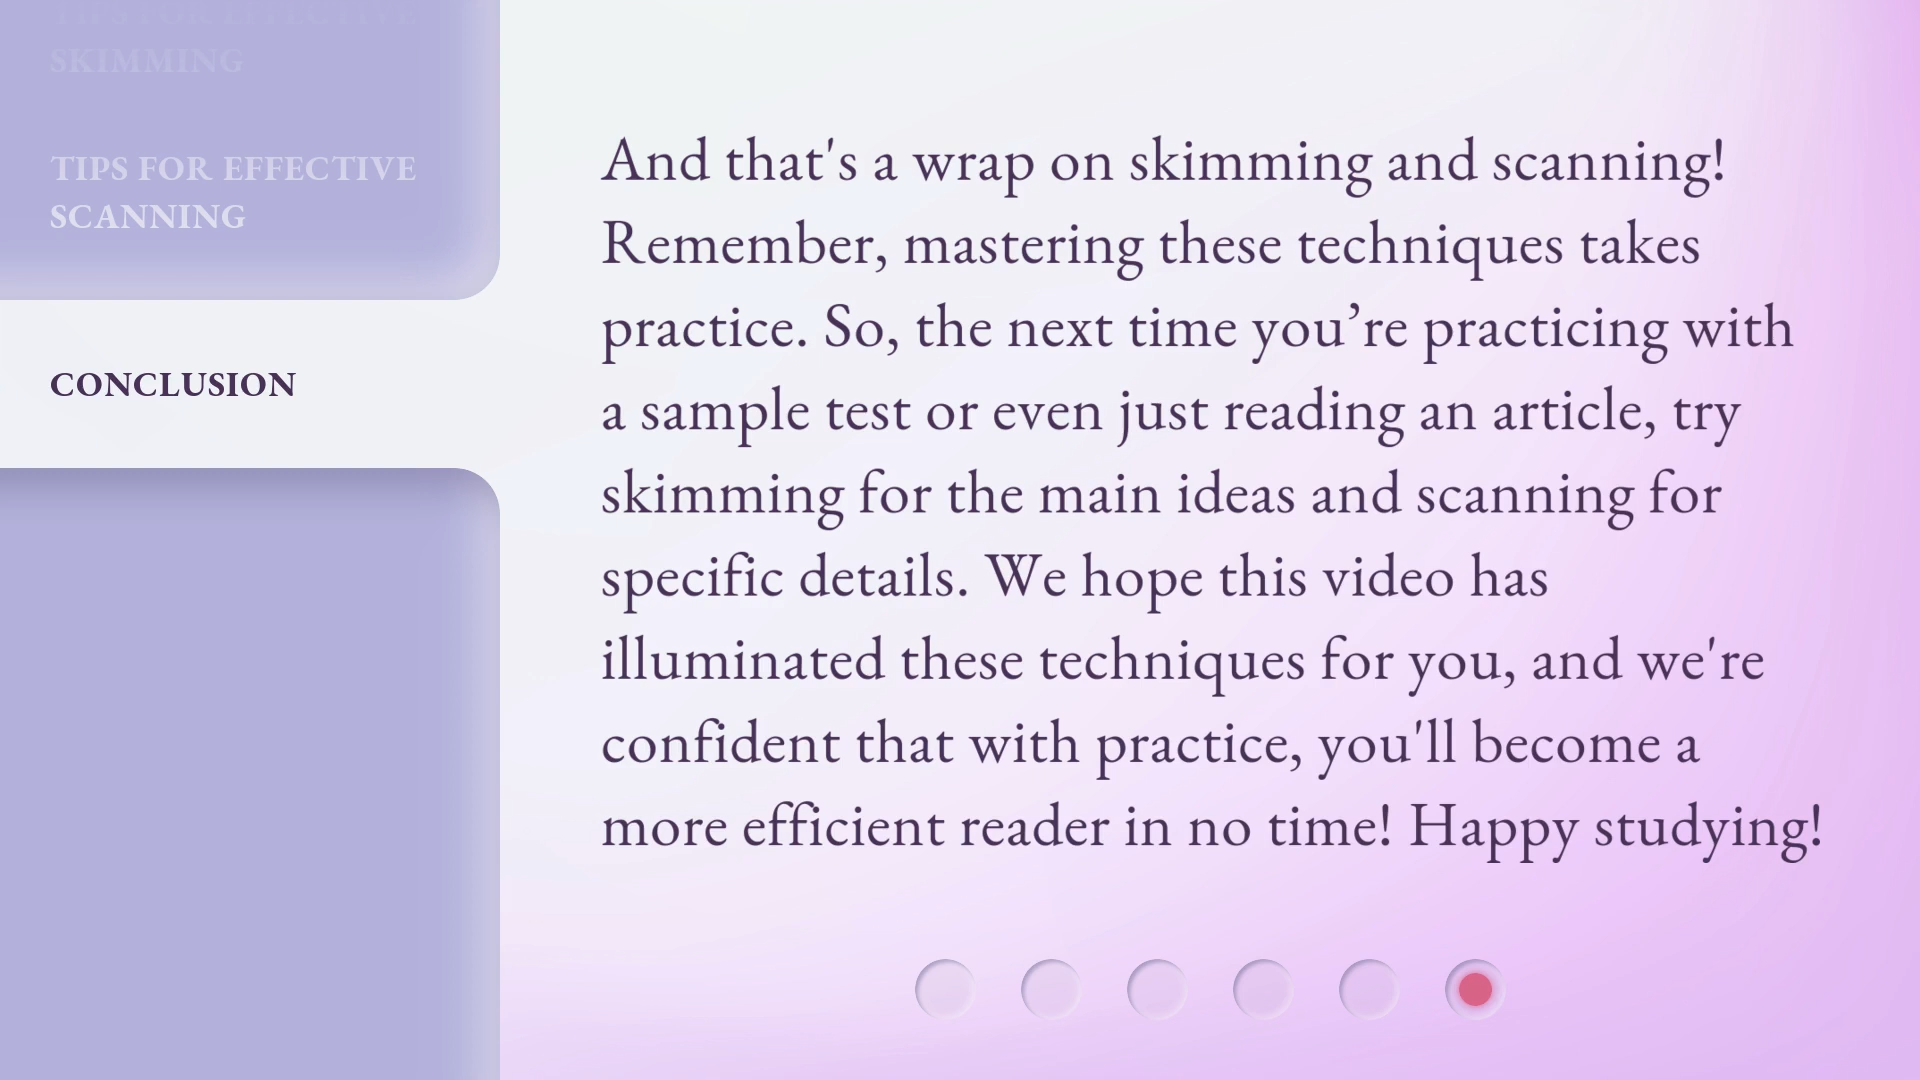 TIPS FOR EFFECTIVE
SKIMMING
TIPS FOR EFFECTIVE
SCANNING
CONCLUSION
And that's a wrap on skimming and scanning!
Remember, mastering these techniques takes
practice. So, the next time you’re practicing with
a sample test or even just reading an article, try
skimming for the main ideas and scanning for
specific details. We hope this video has
illuminated these techniques for you, and we're
confident that with practice, you'll become a
more efficient reader in no time! Happy studying!